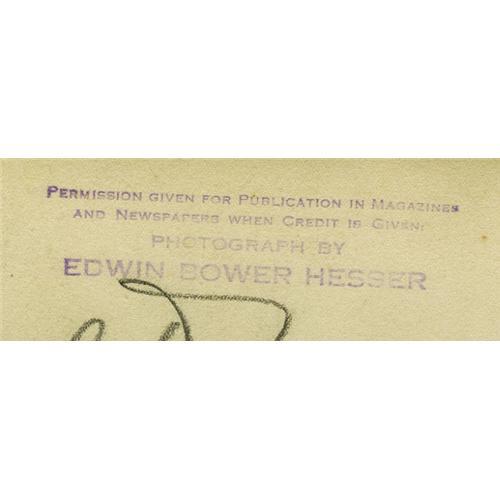 PERMISSION GIVEN FOR PUBLICATION IN MAGAZINES
AND NEWSPAPERS WHEN CREDIT IS GIVEN:
PHOTOGRAPH BY
EDWIN BOWER HESSER